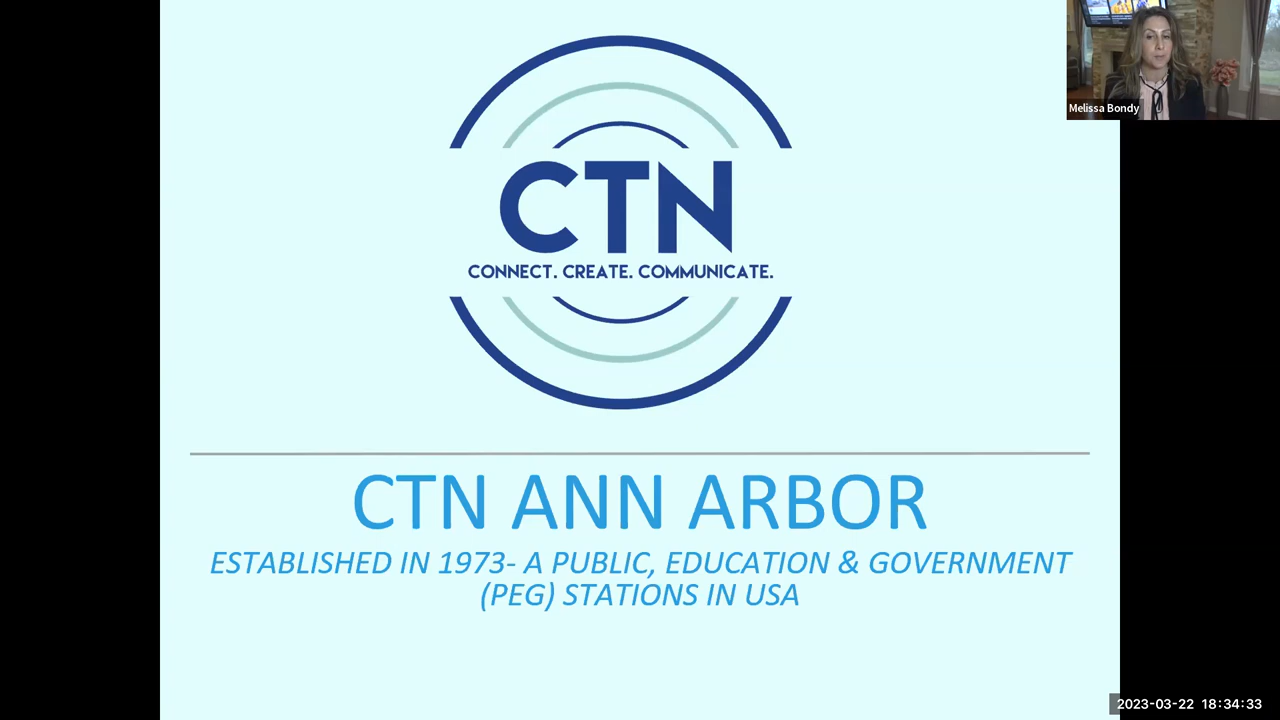 Melissa Bondy
CTN
CONNECT. CREATE. COMMUNICATE.
CTN ANN ARBOR
ESTABLISHED IN 1973- A PUBLIC, EDUCATION & GOVERNMENT
(PEG) STATIONS IN USA
2023-03-22 18:34:33